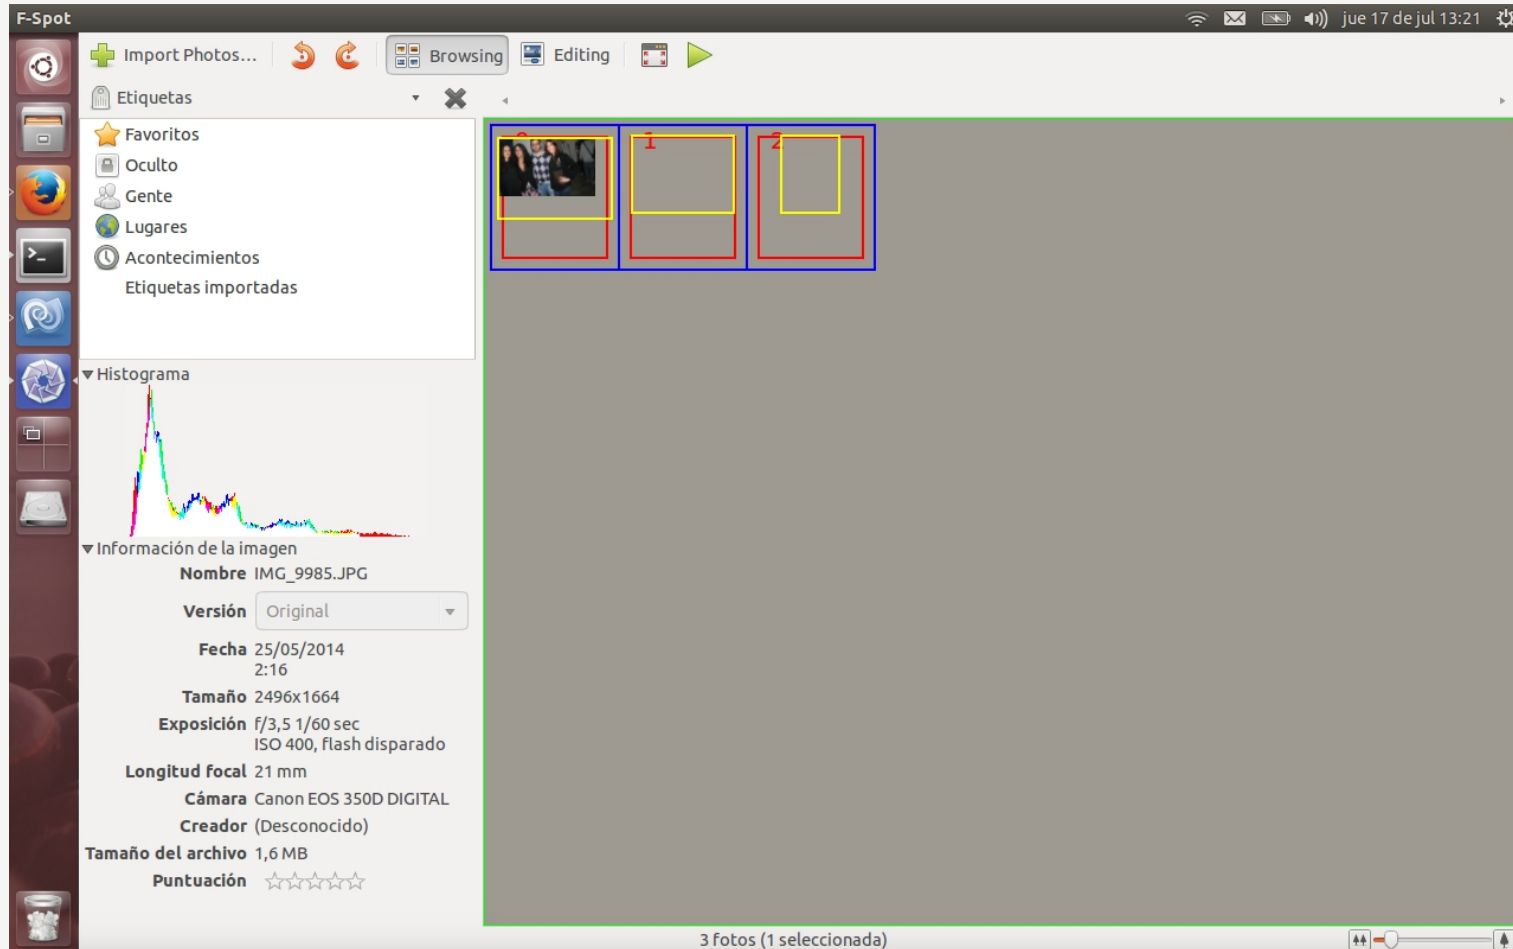 F-Spot
jue 17 de jul 13:21
Import Photos...
Browsing
Editing
Etiquetas
Favoritos
Oculto
Gente
Lugares
Acontecimientos
Etiquetas importadas
Histograma
Información de la imagen
Nombre IMG_9985.JPG
Versión Original
Fecha 25/05/2014
2:16
Tamaño 2496x1664
Exposición f/3,5 1/60 sec
ISO 400, flash disparado
Longitud focal 21 mm
Cámara Canon EOS 350D DIGITAL
Creador (Desconocido)
Tamaño del archivo 1,6 MB
Puntuación
1
2
3 fotos (1 seleccionada)